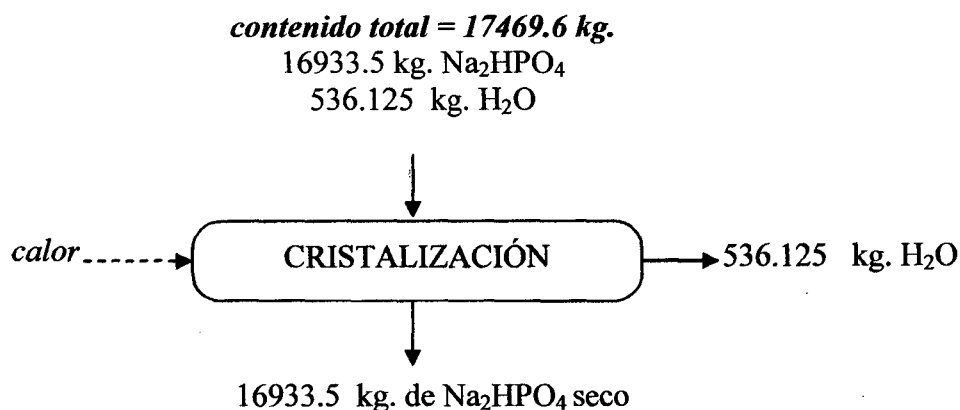 contenido total = 17469.6 kg.
16933.5 kg. Na₂HPO₄
536.125 kg. H₂O
calor
CRISTALIZACIÓN
536.125 kg. H₂O
16933.5 kg. de Na₂HPO₄ seco